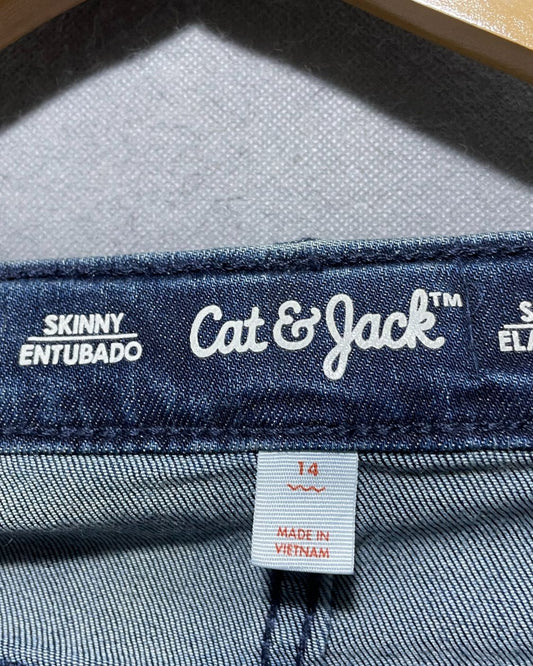 SKINNY
ENTUBADO
Cat & Jack™
14
MADE IN
VIETNAM